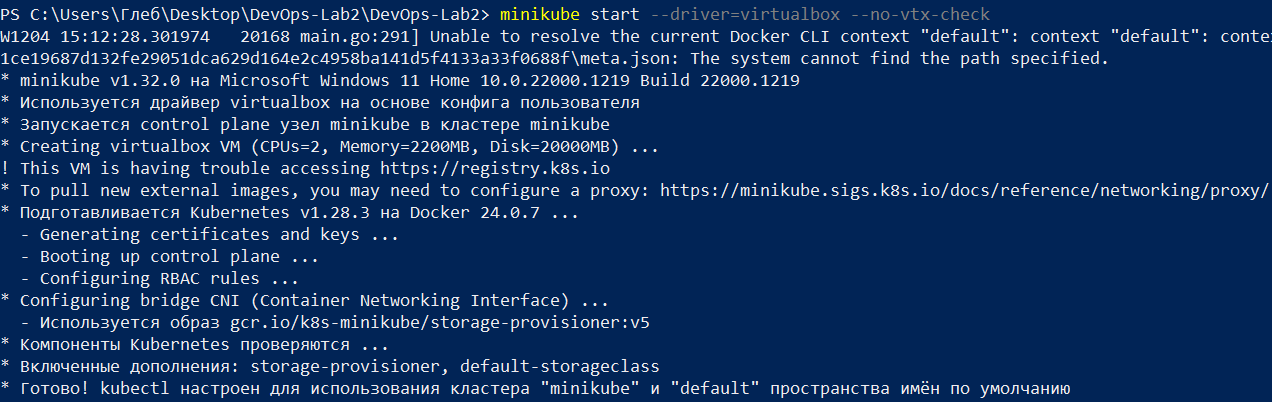 PS C:\Users\Глеб\Desktop\DevOps-Lab2\DevOps-Lab2> minikube start --driver=virtualbox --no-vtx-check
W1204 15:12:28.301974   20168 main.go:291] Unable to resolve the current Docker CLI context "default": context "default": conte
1ce19687d132fe29051dca629d164e2c4958ba141d5f4133a33f0688f\meta.json: The system cannot find the path specified.
* minikube v1.32.0 на Microsoft Windows 11 Home 10.0.22000.1219 Build 22000.1219
* Используется драйвер virtualbox на основе конфига пользователя
* Запускается control plane узел minikube в кластере minikube
* Creating virtualbox VM (CPUs=2, Memory=2200MB, Disk=20000MB) ...
! This VM is having trouble accessing https://registry.k8s.io
* To pull new external images, you may need to configure a proxy: https://minikube.sigs.k8s.io/docs/reference/networking/proxy/
* Подготавливается Kubernetes v1.28.3 на Docker 24.0.7 ...
  - Generating certificates and keys ...
  - Booting up control plane ...
  - Configuring RBAC rules ...
* Configuring bridge CNI (Container Networking Interface) ...
  - Используется образ gcr.io/k8s-minikube/storage-provisioner:v5
* Компоненты Kubernetes проверяются ...
* Включенные дополнения: storage-provisioner, default-storageclass
* Готово! kubectl настроен для использования кластера "minikube" и "default" пространства имён по умолчанию